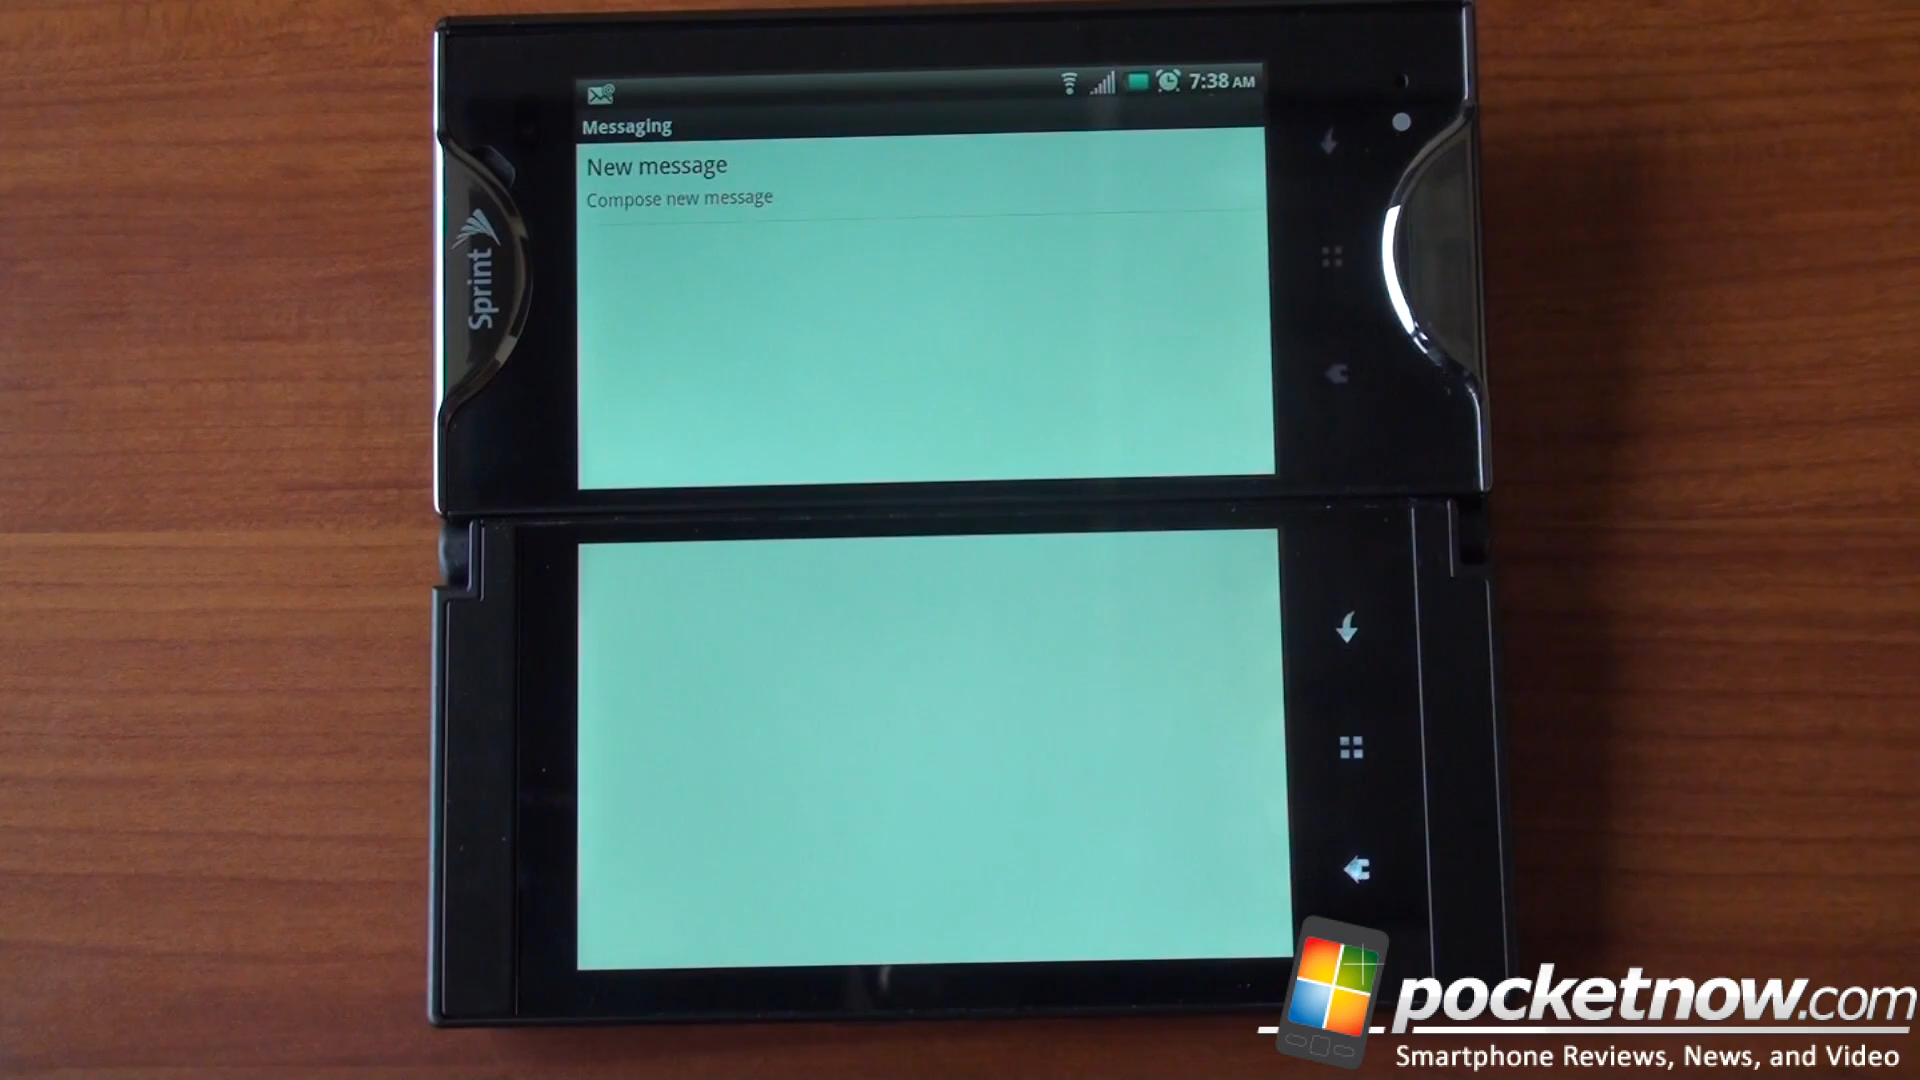 7:38 AM
Messaging
New message
Compose new message
Sprint
pocketnow.com
Smartphone Reviews, News, and Video